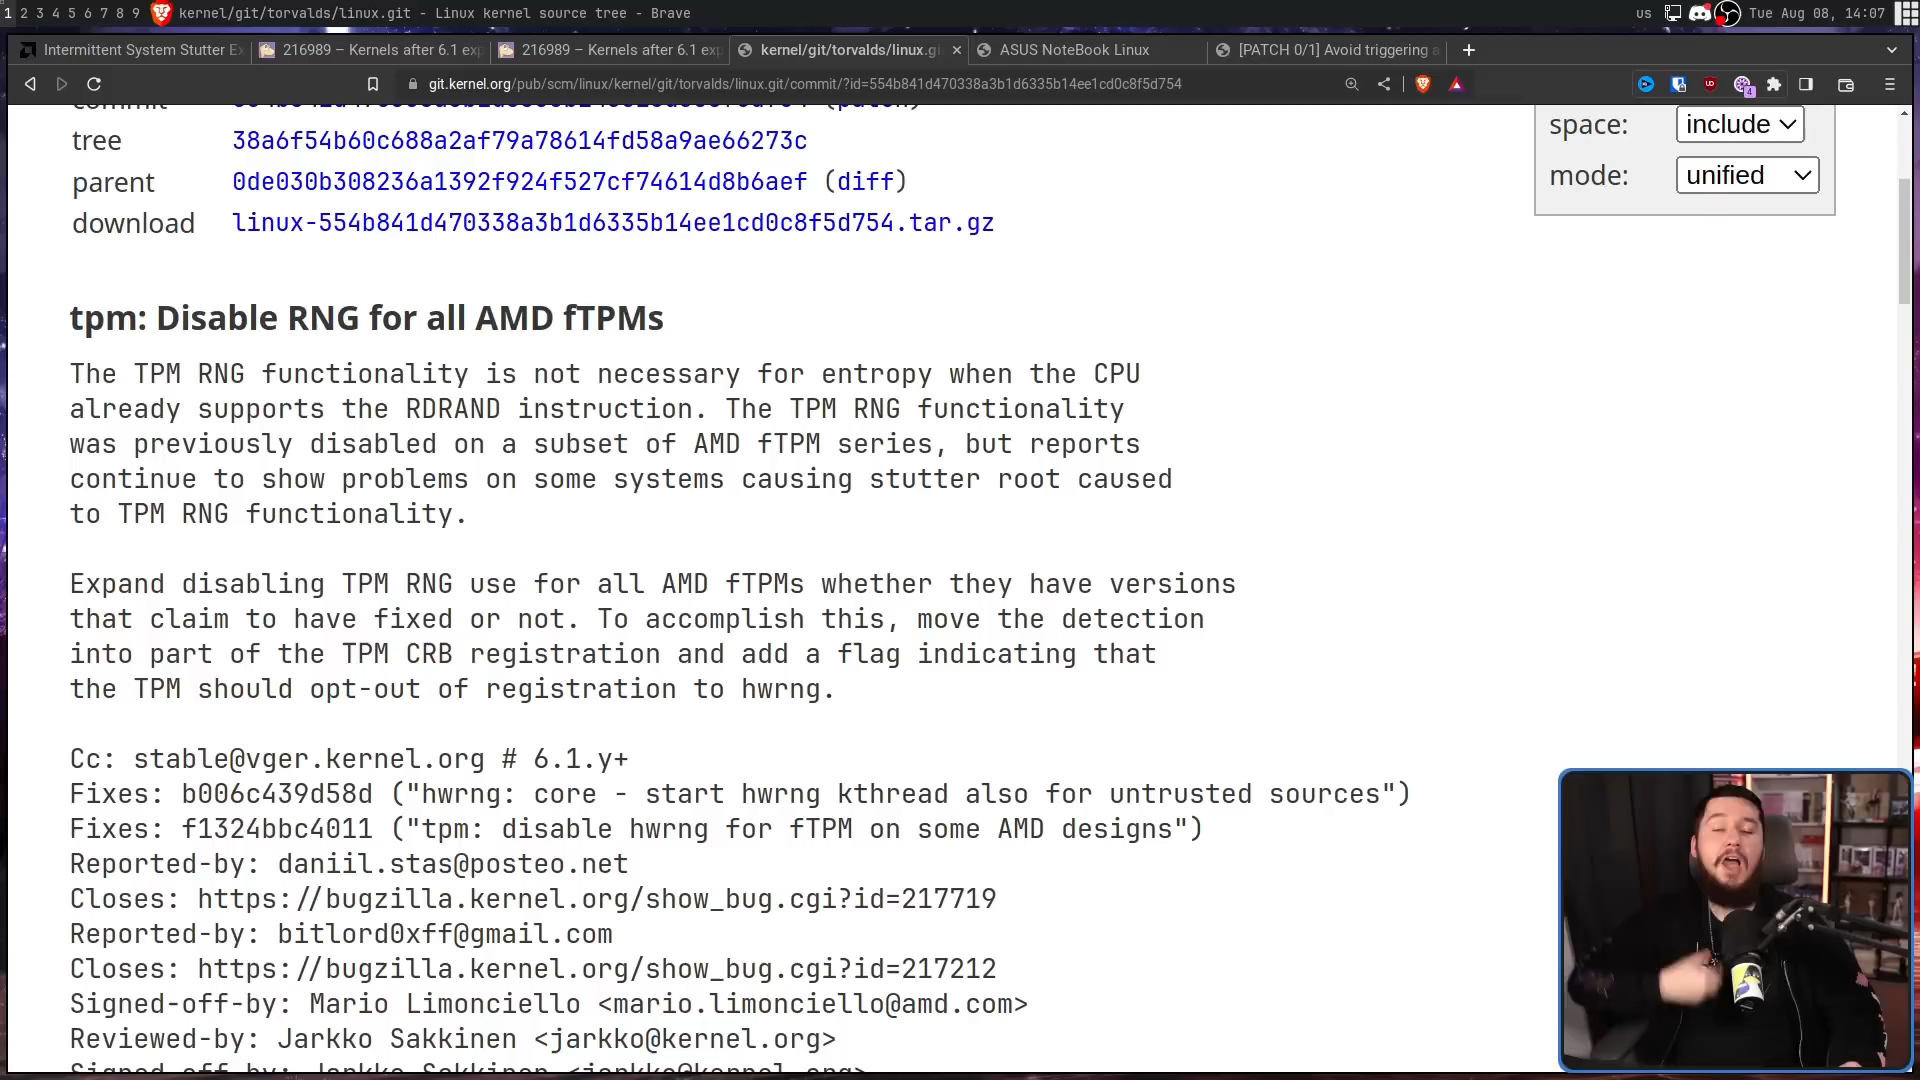 1 2 3 4 5 6 7 8 9 kernel/git/torvalds/linux.git - Linux kernel source tree - Brave us Tue Aug 08, 14:07
Intermittent System Stutter Ex 216989 – Kernels after 6.1 exp 216989 – Kernels after 6.1 exp kernel/git/torvalds/linux.gi ASUS NoteBook Linux [PATCH 0/1] Avoid triggering a
git.kernel.org/pub/scm/linux/kernel/git/torvalds/linux.git/commit/?id=554b841d470338a3b1d6335b14ee1cd0c8f5d754
space: include
tree 38a6f54b60c688a2af79a78614fd58a9ae66273c
mode: unified
parent 0de030b308236a1392f924f527cf74614d8b6aef (diff)
download linux-554b841d470338a3b1d6335b14ee1cd0c8f5d754.tar.gz
tpm: Disable RNG for all AMD fTPMs
The TPM RNG functionality is not necessary for entropy when the CPU
already supports the RDRAND instruction. The TPM RNG functionality
was previously disabled on a subset of AMD fTPM series, but reports
continue to show problems on some systems causing stutter root caused
to TPM RNG functionality.
Expand disabling TPM RNG use for all AMD fTPMs whether they have versions
that claim to have fixed or not. To accomplish this, move the detection
into part of the TPM CRB registration and add a flag indicating that
the TPM should opt-out of registration to hwrng.
Cc: stable@vger.kernel.org # 6.1.y+
Fixes: b006c439d58d ("hwrng: core - start hwrng kthread also for untrusted sources")
Fixes: f1324bbc4011 ("tpm: disable hwrng for fTPM on some AMD designs")
Reported-by: daniil.stas@posteo.net
Closes: https://bugzilla.kernel.org/show_bug.cgi?id=217719
Reported-by: bitlord0xff@gmail.com
Closes: https://bugzilla.kernel.org/show_bug.cgi?id=217212
Signed-off-by: Mario Limonciello <mario.limonciello@amd.com>
Reviewed-by: Jarkko Sakkinen <jarkko@kernel.org>
Signed-off-by: Jarkko Sakkinen <jarkko@kernel.org>